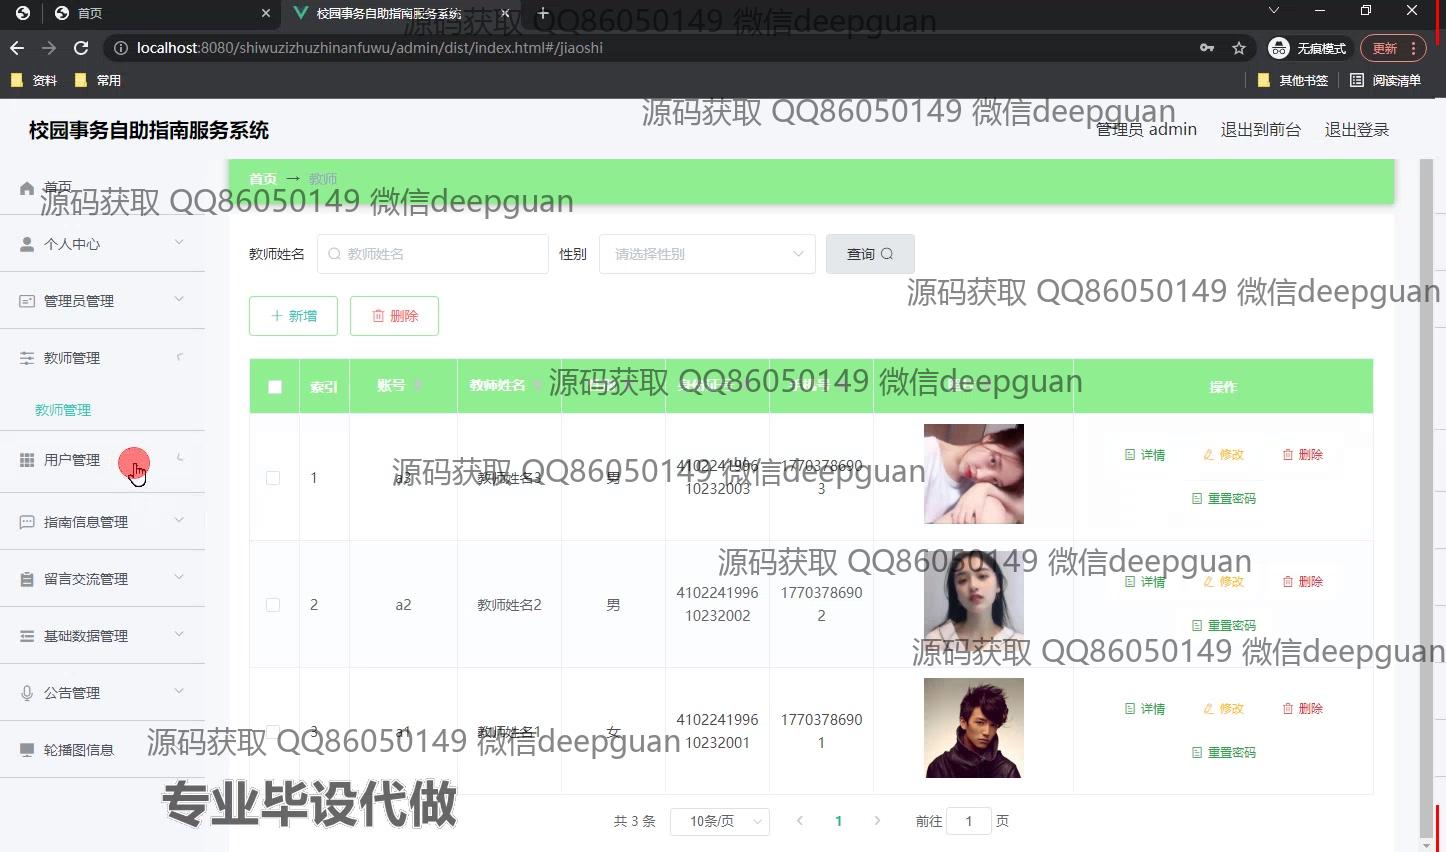 首页
校园事务自助指南服务系统
源码获取 QQ86050149 微信deepguan
localhost:8080/shiwuzizhuzhinanfuwu/admin/dist/index.html#/jiaoshi
无痕模式
更新
资料
常用
其他书签
阅读清单
源码获取 QQ86050149 微信deepguan
校园事务自助指南服务系统
管理员 admin
退出到前台
退出登录
首页
首页 → 教师
源码获取 QQ86050149 微信deepguan
个人中心
教师姓名
教师姓名
性别
请选择性别
查询
管理员管理
源码获取 QQ86050149 微信deepguan
新增
删除
教师管理
教师管理
索引
账号
教师姓名
操作
源码获取 QQ86050149 微信deepguan
用户管理
1
a3
教师姓名3
男
4102241996
10232003
1770378690
3
详情
修改
删除
重置密码
源码获取 QQ86050149 微信deepguan
指南信息管理
留言交流管理
源码获取 QQ86050149 微信deepguan
2
a2
教师姓名2
男
4102241996
10232002
1770378690
2
详情
修改
删除
重置密码
基础数据管理
源码获取 QQ86050149 微信deepguan
公告管理
3
a1
教师姓名1
女
4102241996
10232001
1770378690
1
详情
修改
删除
重置密码
轮播图信息
源码获取 QQ86050149 微信deepguan
专业毕设代做
共 3 条
10条/页
1
前往
1
页